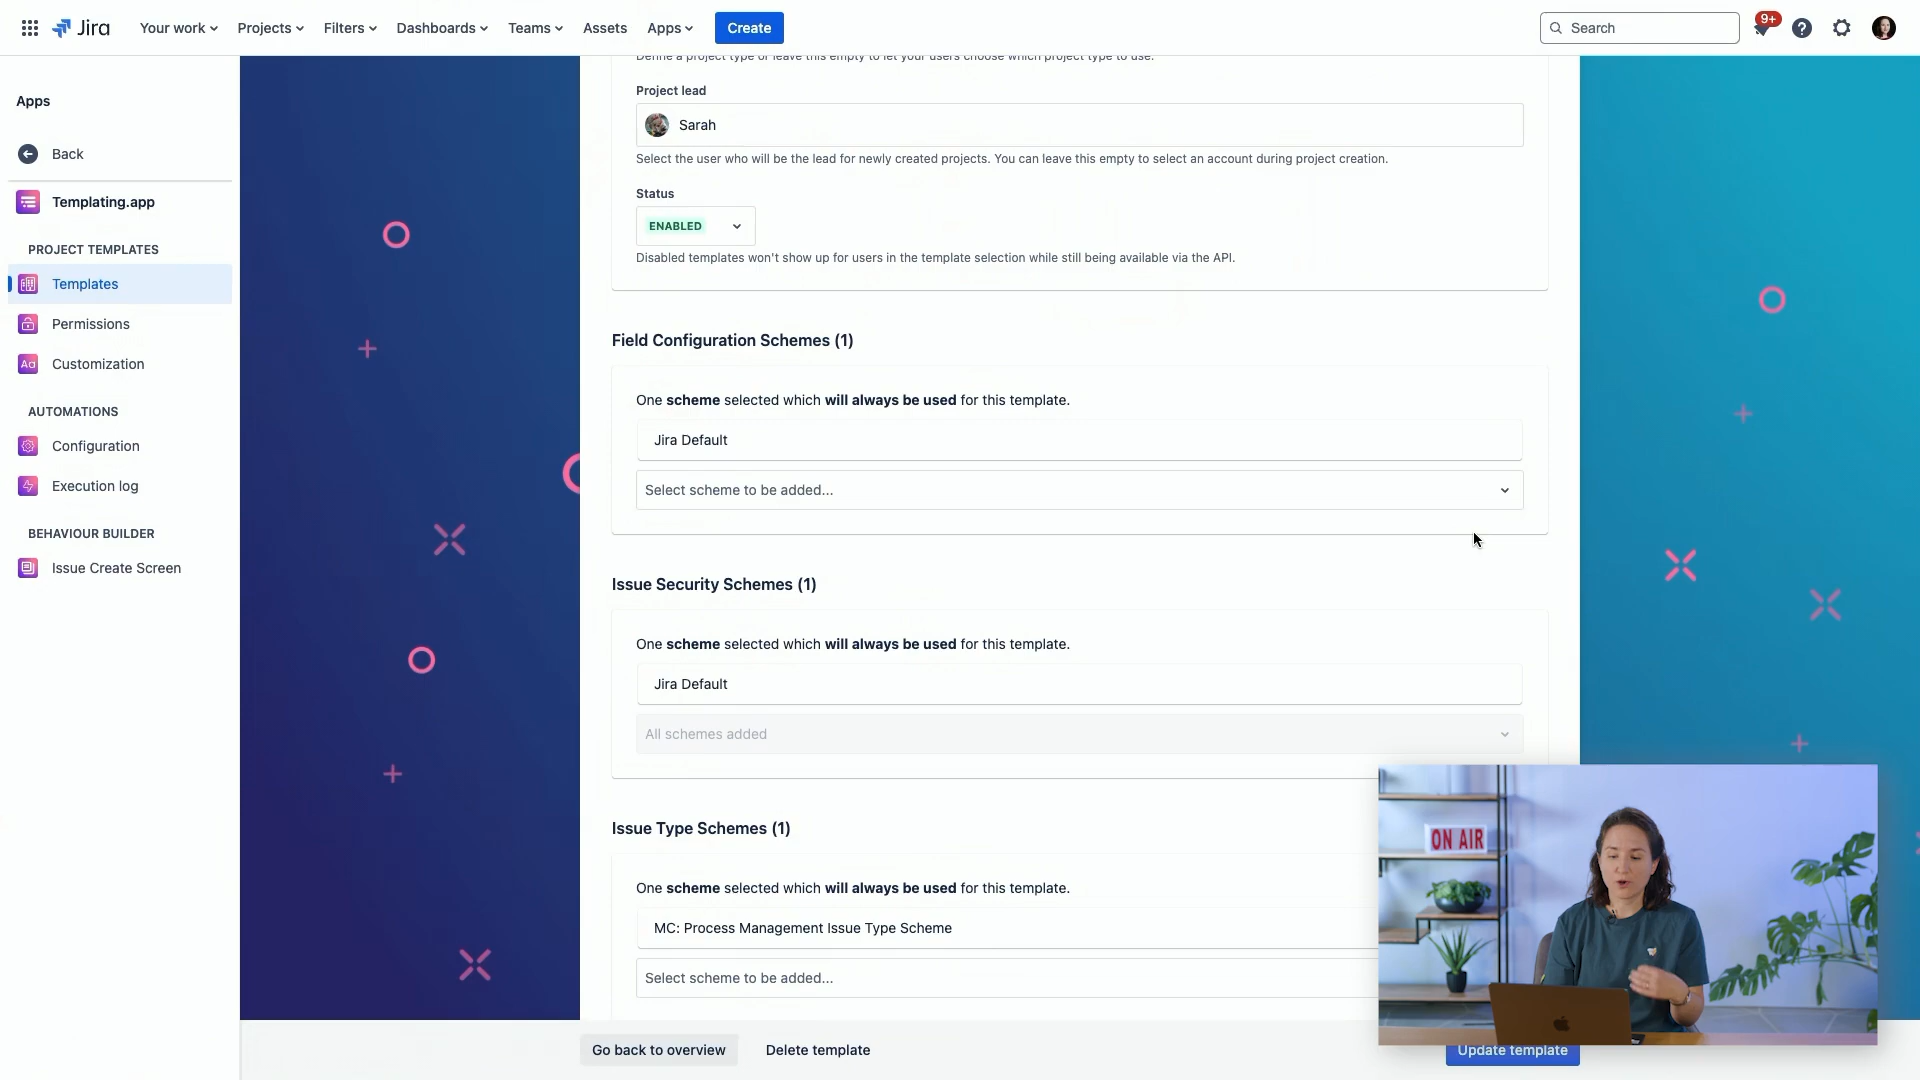 Jira
Your work
Projects
Filters
Dashboards
Teams
Assets
Apps
Create
Search
9+
Apps
Back
Templating.app
PROJECT TEMPLATES
Templates
Permissions
Aa
Customization
AUTOMATIONS
Configuration
Execution log
BEHAVIOUR BUILDER
Issue Create Screen
Define a project type or leave this empty to let your users choose which project type to use.
Project lead
Sarah
Select the user who will be the lead for newly created projects. You can leave this empty to select an account during project creation.
Status
ENABLED
Disabled templates won't show up for users in the template selection while still being available via the API.
Field Configuration Schemes (1)
One scheme selected which will always be used for this template.
Jira Default
Select scheme to be added...
Issue Security Schemes (1)
One scheme selected which will always be used for this template.
Jira Default
All schemes added
Issue Type Schemes (1)
One scheme selected which will always be used for this template.
MC: Process Management Issue Type Scheme
Select scheme to be added...
ON AIR
Go back to overview
Delete template
Update template